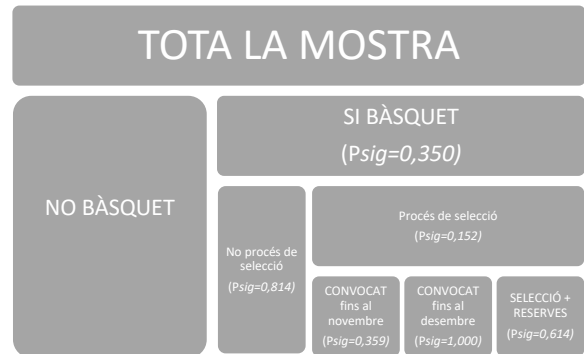 TOTA LA MOSTRA
NO BÀSQUET
SI BÀSQUET
(Psig=0,350)
No procés de
selecció
(Psig=0,814)
Procés de selecció
(Psig=0,152)
CONVOCAT
fins al
novembre
(Psig=0,359)
CONVOCAT
fins al
desembre
(Psig=1,000)
SELECCIÓ +
RESERVES
(Psig=0,614)